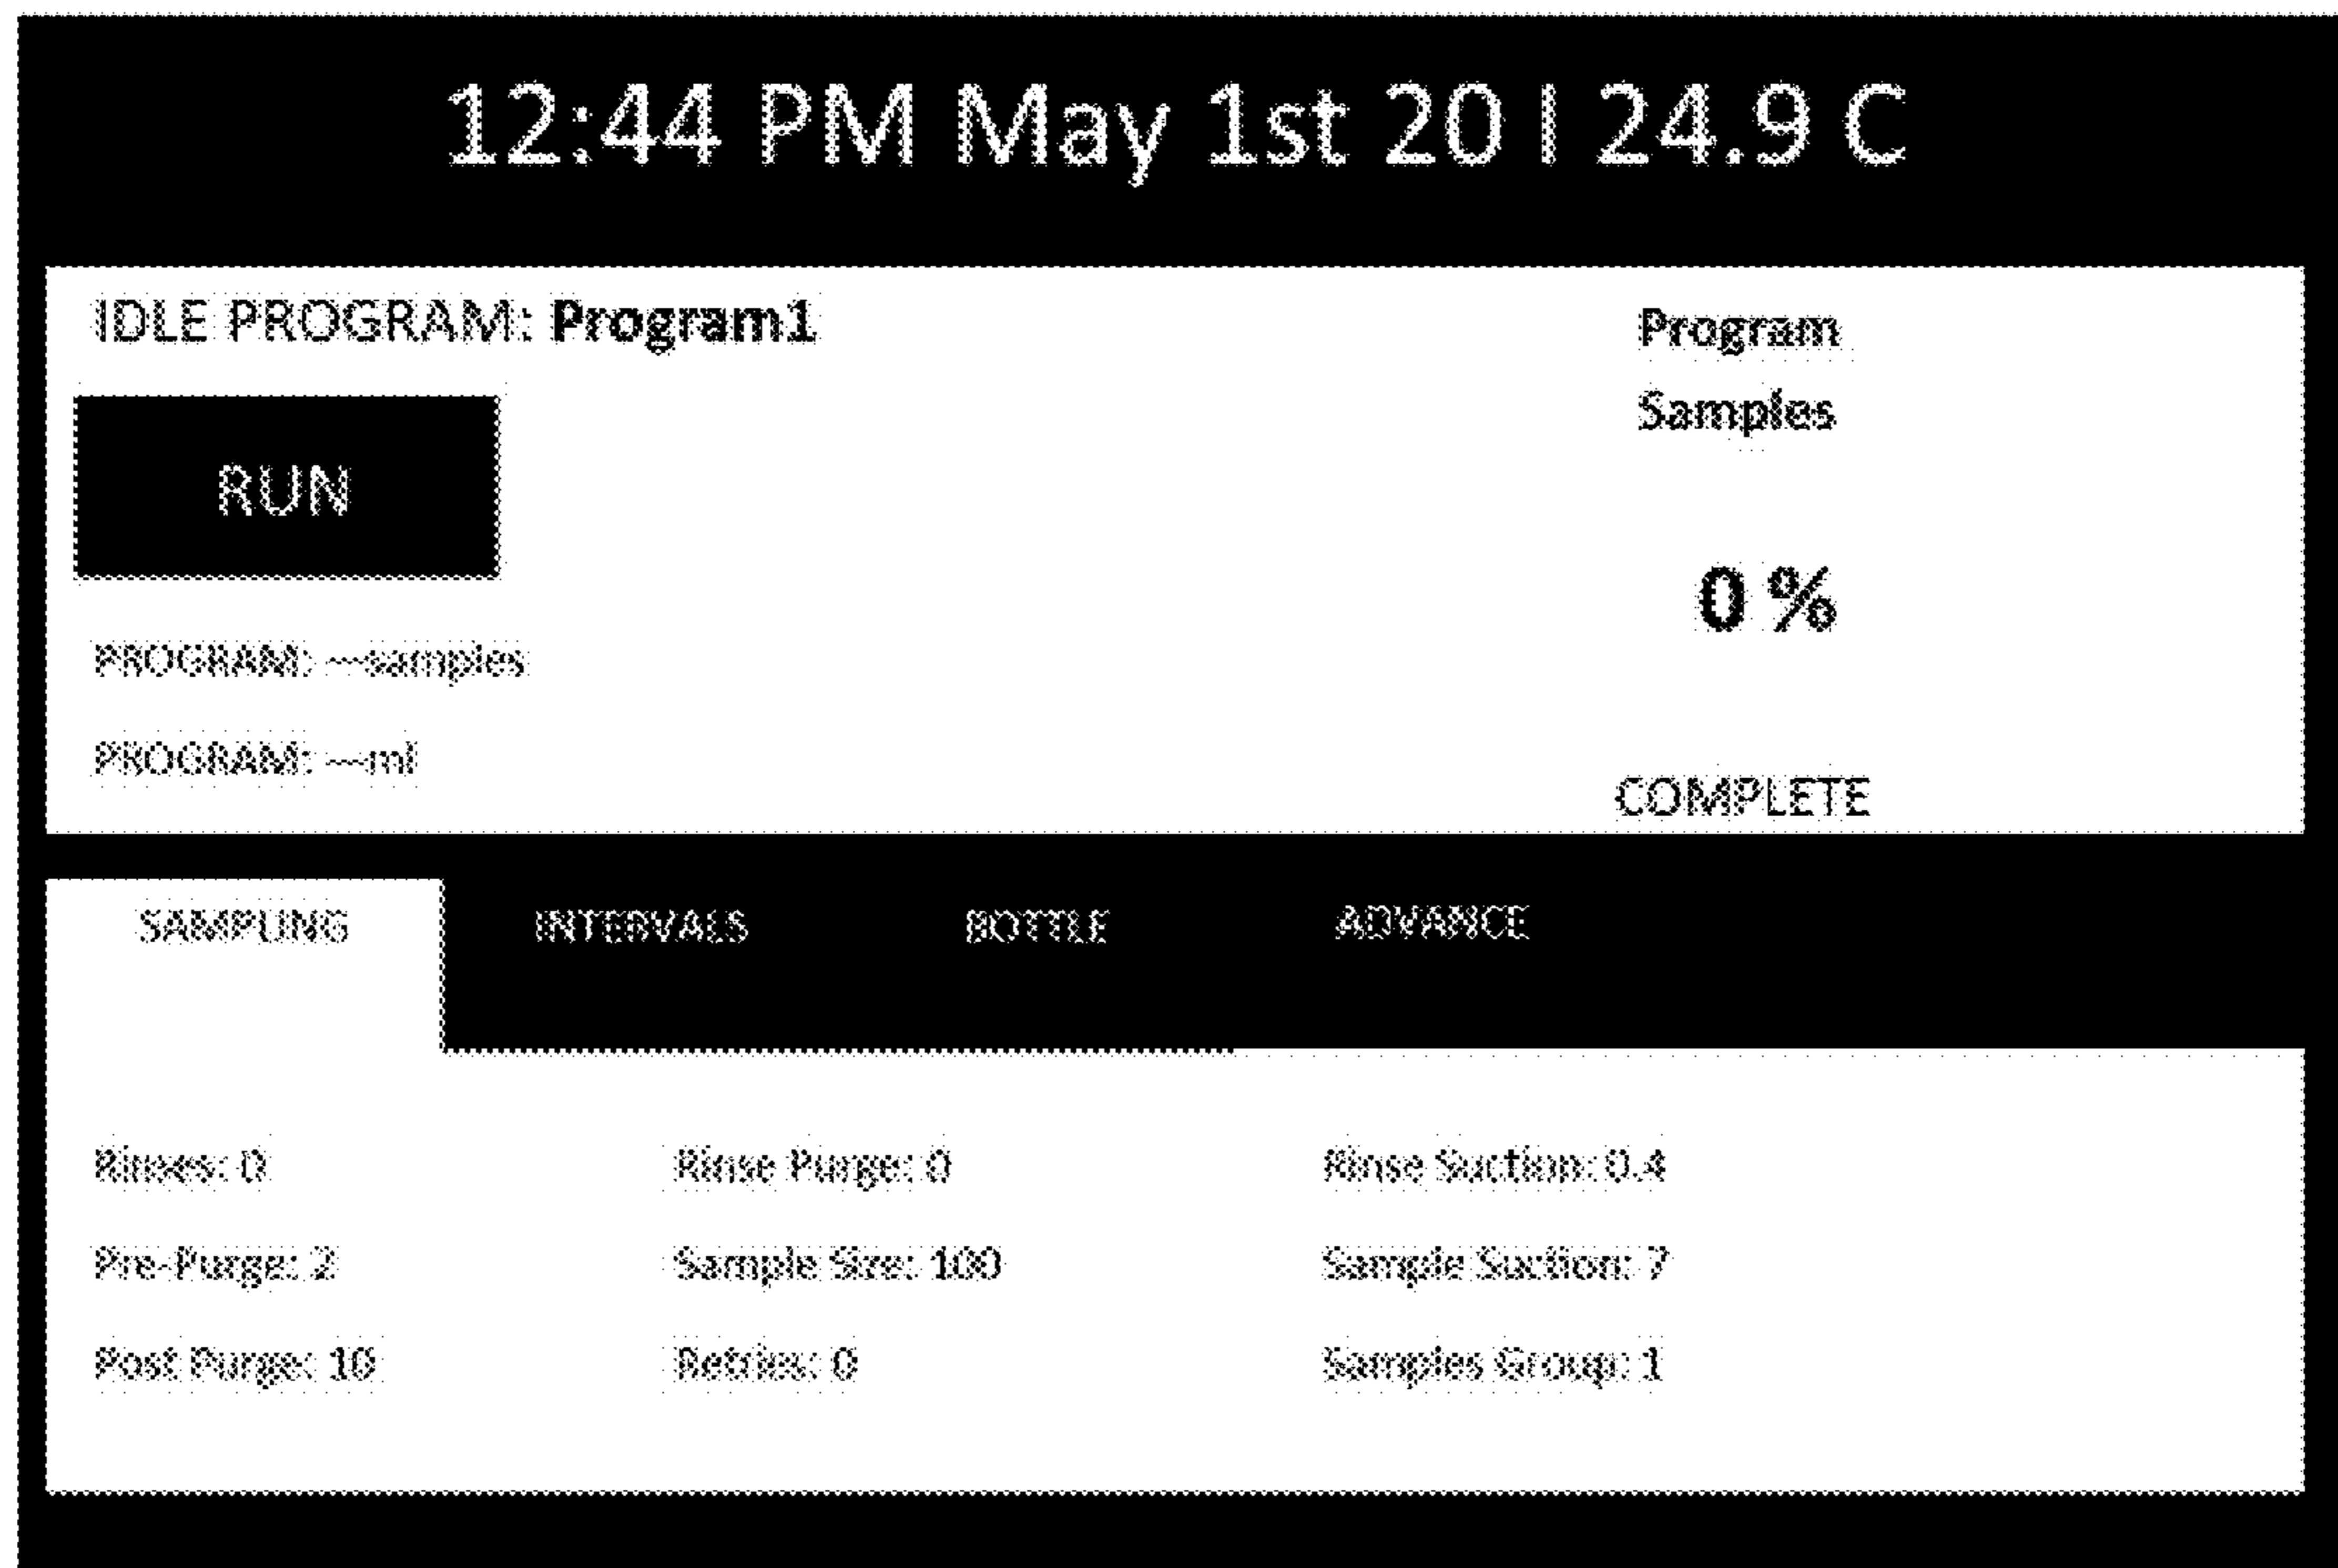 12:44 PM May 1st 20 I 24.9 C
IDLE PROGRAM: Program1
Program
Samples
RUN
0 %
PROGRAM: ---samples
PROGRAM: ---ml
COMPLETE
SAMPLING INTERVALS BOTTLE ADVANCE
Rinses: 0 Rinse Purge: 0 Rinse Suction: 0.4
Pre-Purge: 2 Sample Size: 100 Sample Suction: 7
Post Purge: 10 Retries: 0 Samples Group: 1